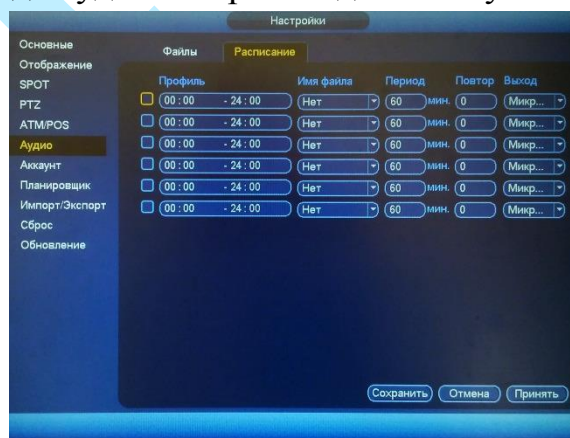 Настройки
Основные
Отображение
SPOT
PTZ
ATM/POS
Аудио
Аккаунт
Планировщик
Импорт/Экспорт
Сброс
Обновление
Файлы Расписание
Профиль Имя файла Период Повтор Выход
00 : 00 - 24 : 00 Нет 60 мин. 0 Микр...
00 : 00 - 24 : 00 Нет 60 мин. 0 Микр...
00 : 00 - 24 : 00 Нет 60 мин. 0 Микр...
00 : 00 - 24 : 00 Нет 60 мин. 0 Микр...
00 : 00 - 24 : 00 Нет 60 мин. 0 Микр...
00 : 00 - 24 : 00 Нет 60 мин. 0 Микр...
Сохранить Отмена Принять